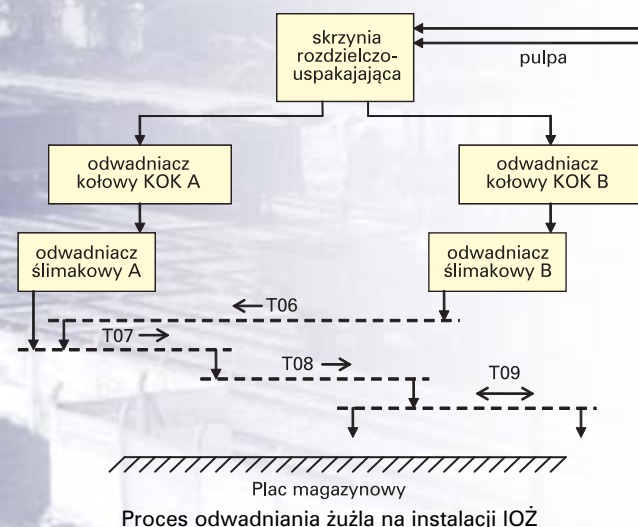 skrzynia
rozdzielczo-
uspakajająca
pulpa
odwadniacz
kołowy KOK A
odwadniacz
kołowy KOK B
odwadniacz
ślimakowy A
odwadniacz
ślimakowy B
T06
T07
T08
T09
Plac magazynowy
Proces odwadniania żużla na instalacji IOŻ